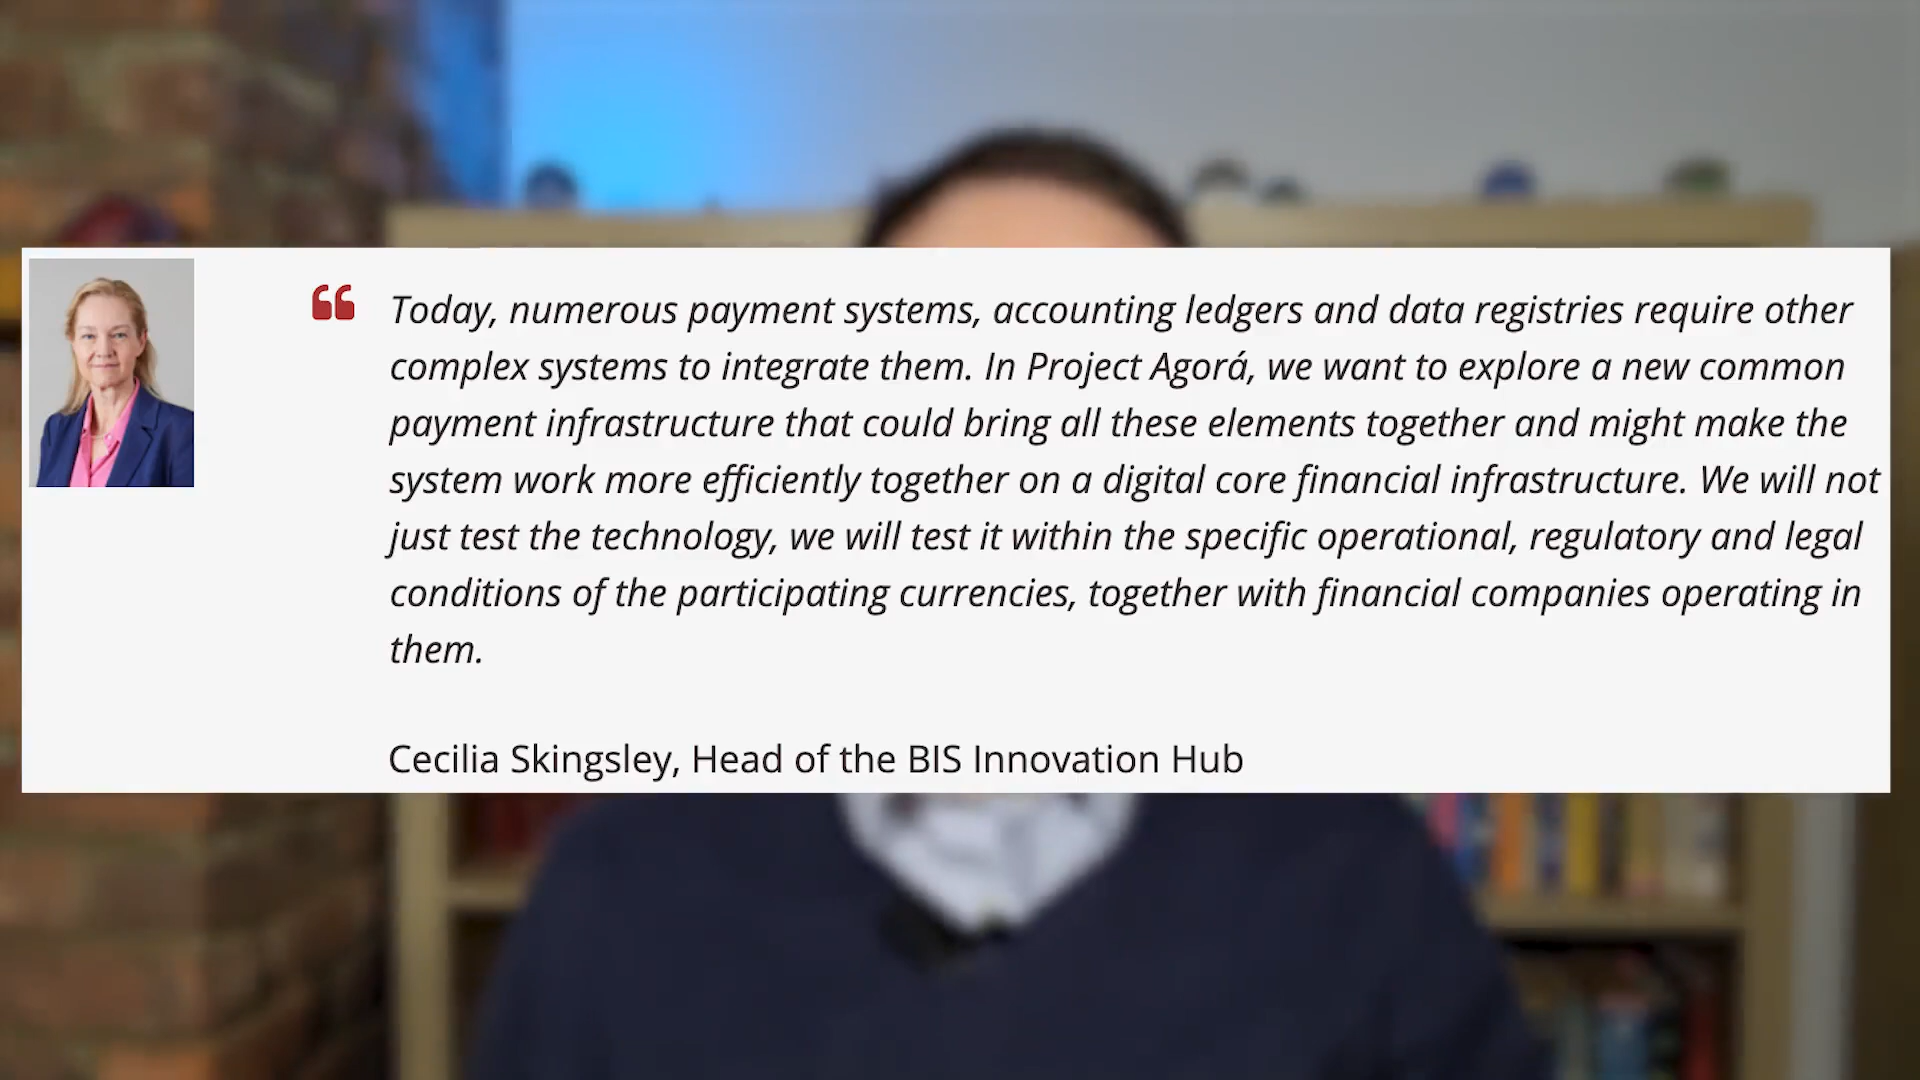 Today, numerous payment systems, accounting ledgers and data registries require other
complex systems to integrate them. In Project Agorá, we want to explore a new common
payment infrastructure that could bring all these elements together and might make the
system work more efficiently together on a digital core financial infrastructure. We will not
just test the technology, we will test it within the specific operational, regulatory and legal
conditions of the participating currencies, together with financial companies operating in
them.
Cecilia Skingsley, Head of the BIS Innovation Hub